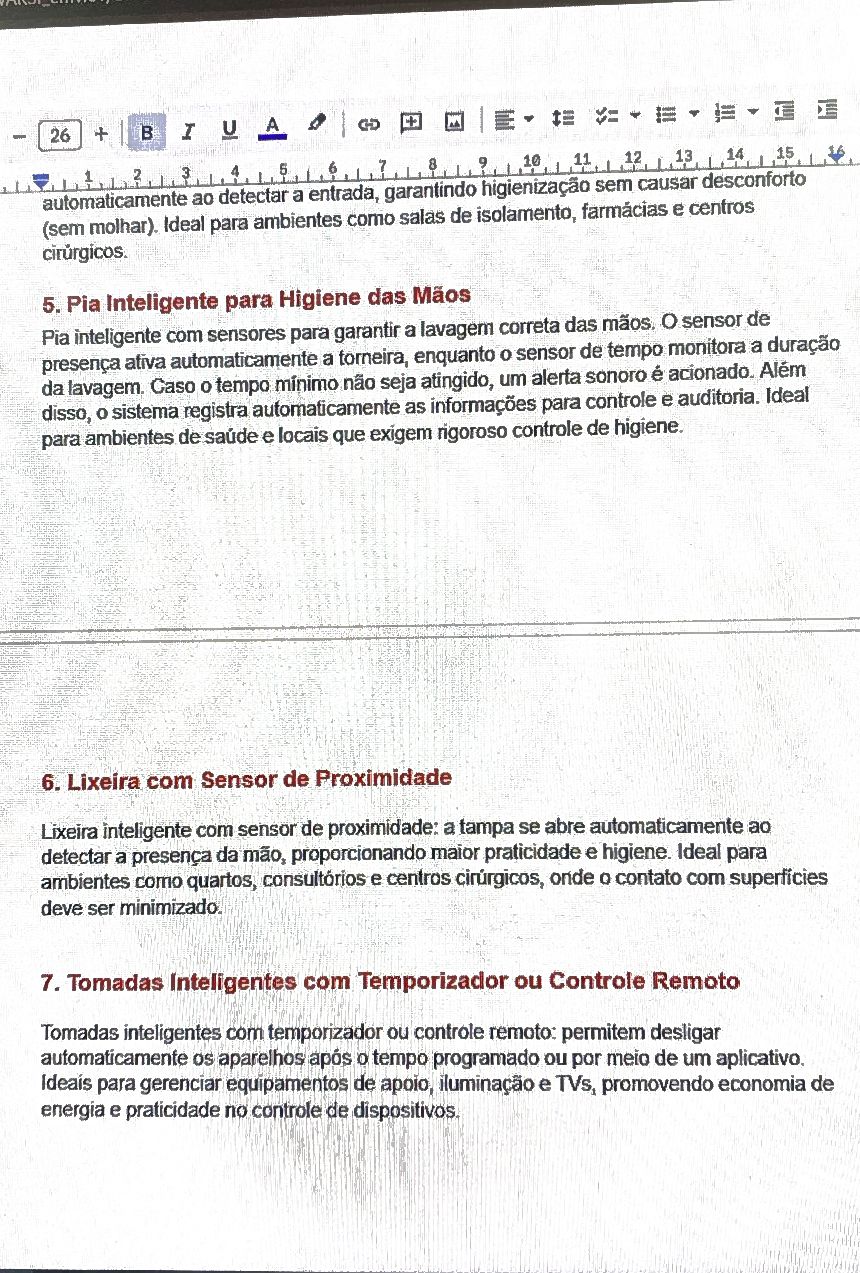 26
B I U A
1 2 3 4 5 6 7 8 9 10 11 12 13 14 15 16
automaticamente ao detectar a entrada, garantindo higienização sem causar desconforto
(sem molhar). Ideal para ambientes como salas de isolamento, farmácias e centros
cirúrgicos.
5. Pia Inteligente para Higiene das Mãos
Pia inteligente com sensores para garantir a lavagem correta das mãos. O sensor de
presença ativa automaticamente a torneira, enquanto o sensor de tempo monitora a duração
da lavagem. Caso o tempo mínimo não seja atingido, um alerta sonoro é acionado. Além
disso, o sistema registra automaticamente as informações para controle e auditoria. Ideal
para ambientes de saúde e locais que exigem rigoroso controle de higiene.
6. Lixeira com Sensor de Proximidade
Lixeira inteligente com sensor de proximidade: a tampa se abre automaticamente ao
detectar a presença da mão, proporcionando maior praticidade e higiene. Ideal para
ambientes como quartos, consultórios e centros cirúrgicos, onde o contato com superfícies
deve ser minimizado.
7. Tomadas Inteligentes com Temporizador ou Controle Remoto
Tomadas inteligentes com temporizador ou controle remoto: permitem desligar
automaticamente os aparelhos após o tempo programado ou por meio de um aplicativo.
Ideais para gerenciar equipamentos de apoio, iluminação e TVs, promovendo economia de
energia e praticidade no controle de dispositivos.